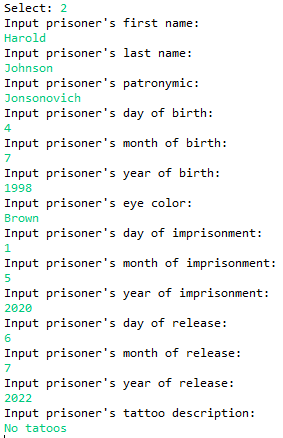 Select: 2
Input prisoner's first name:
Harold
Input prisoner's last name:
Johnson
Input prisoner's patronymic:
Jonsonovich
Input prisoner's day of birth:
4
Input prisoner's month of birth:
7
Input prisoner's year of birth:
1998
Input prisoner's eye color:
Brown
Input prisoner's day of imprisonment:
1
Input prisoner's month of imprisonment:
5
Input prisoner's year of imprisonment:
2020
Input prisoner's day of release:
6
Input prisoner's month of release:
7
Input prisoner's year of release:
2022
Input prisoner's tattoo description:
No tatoos